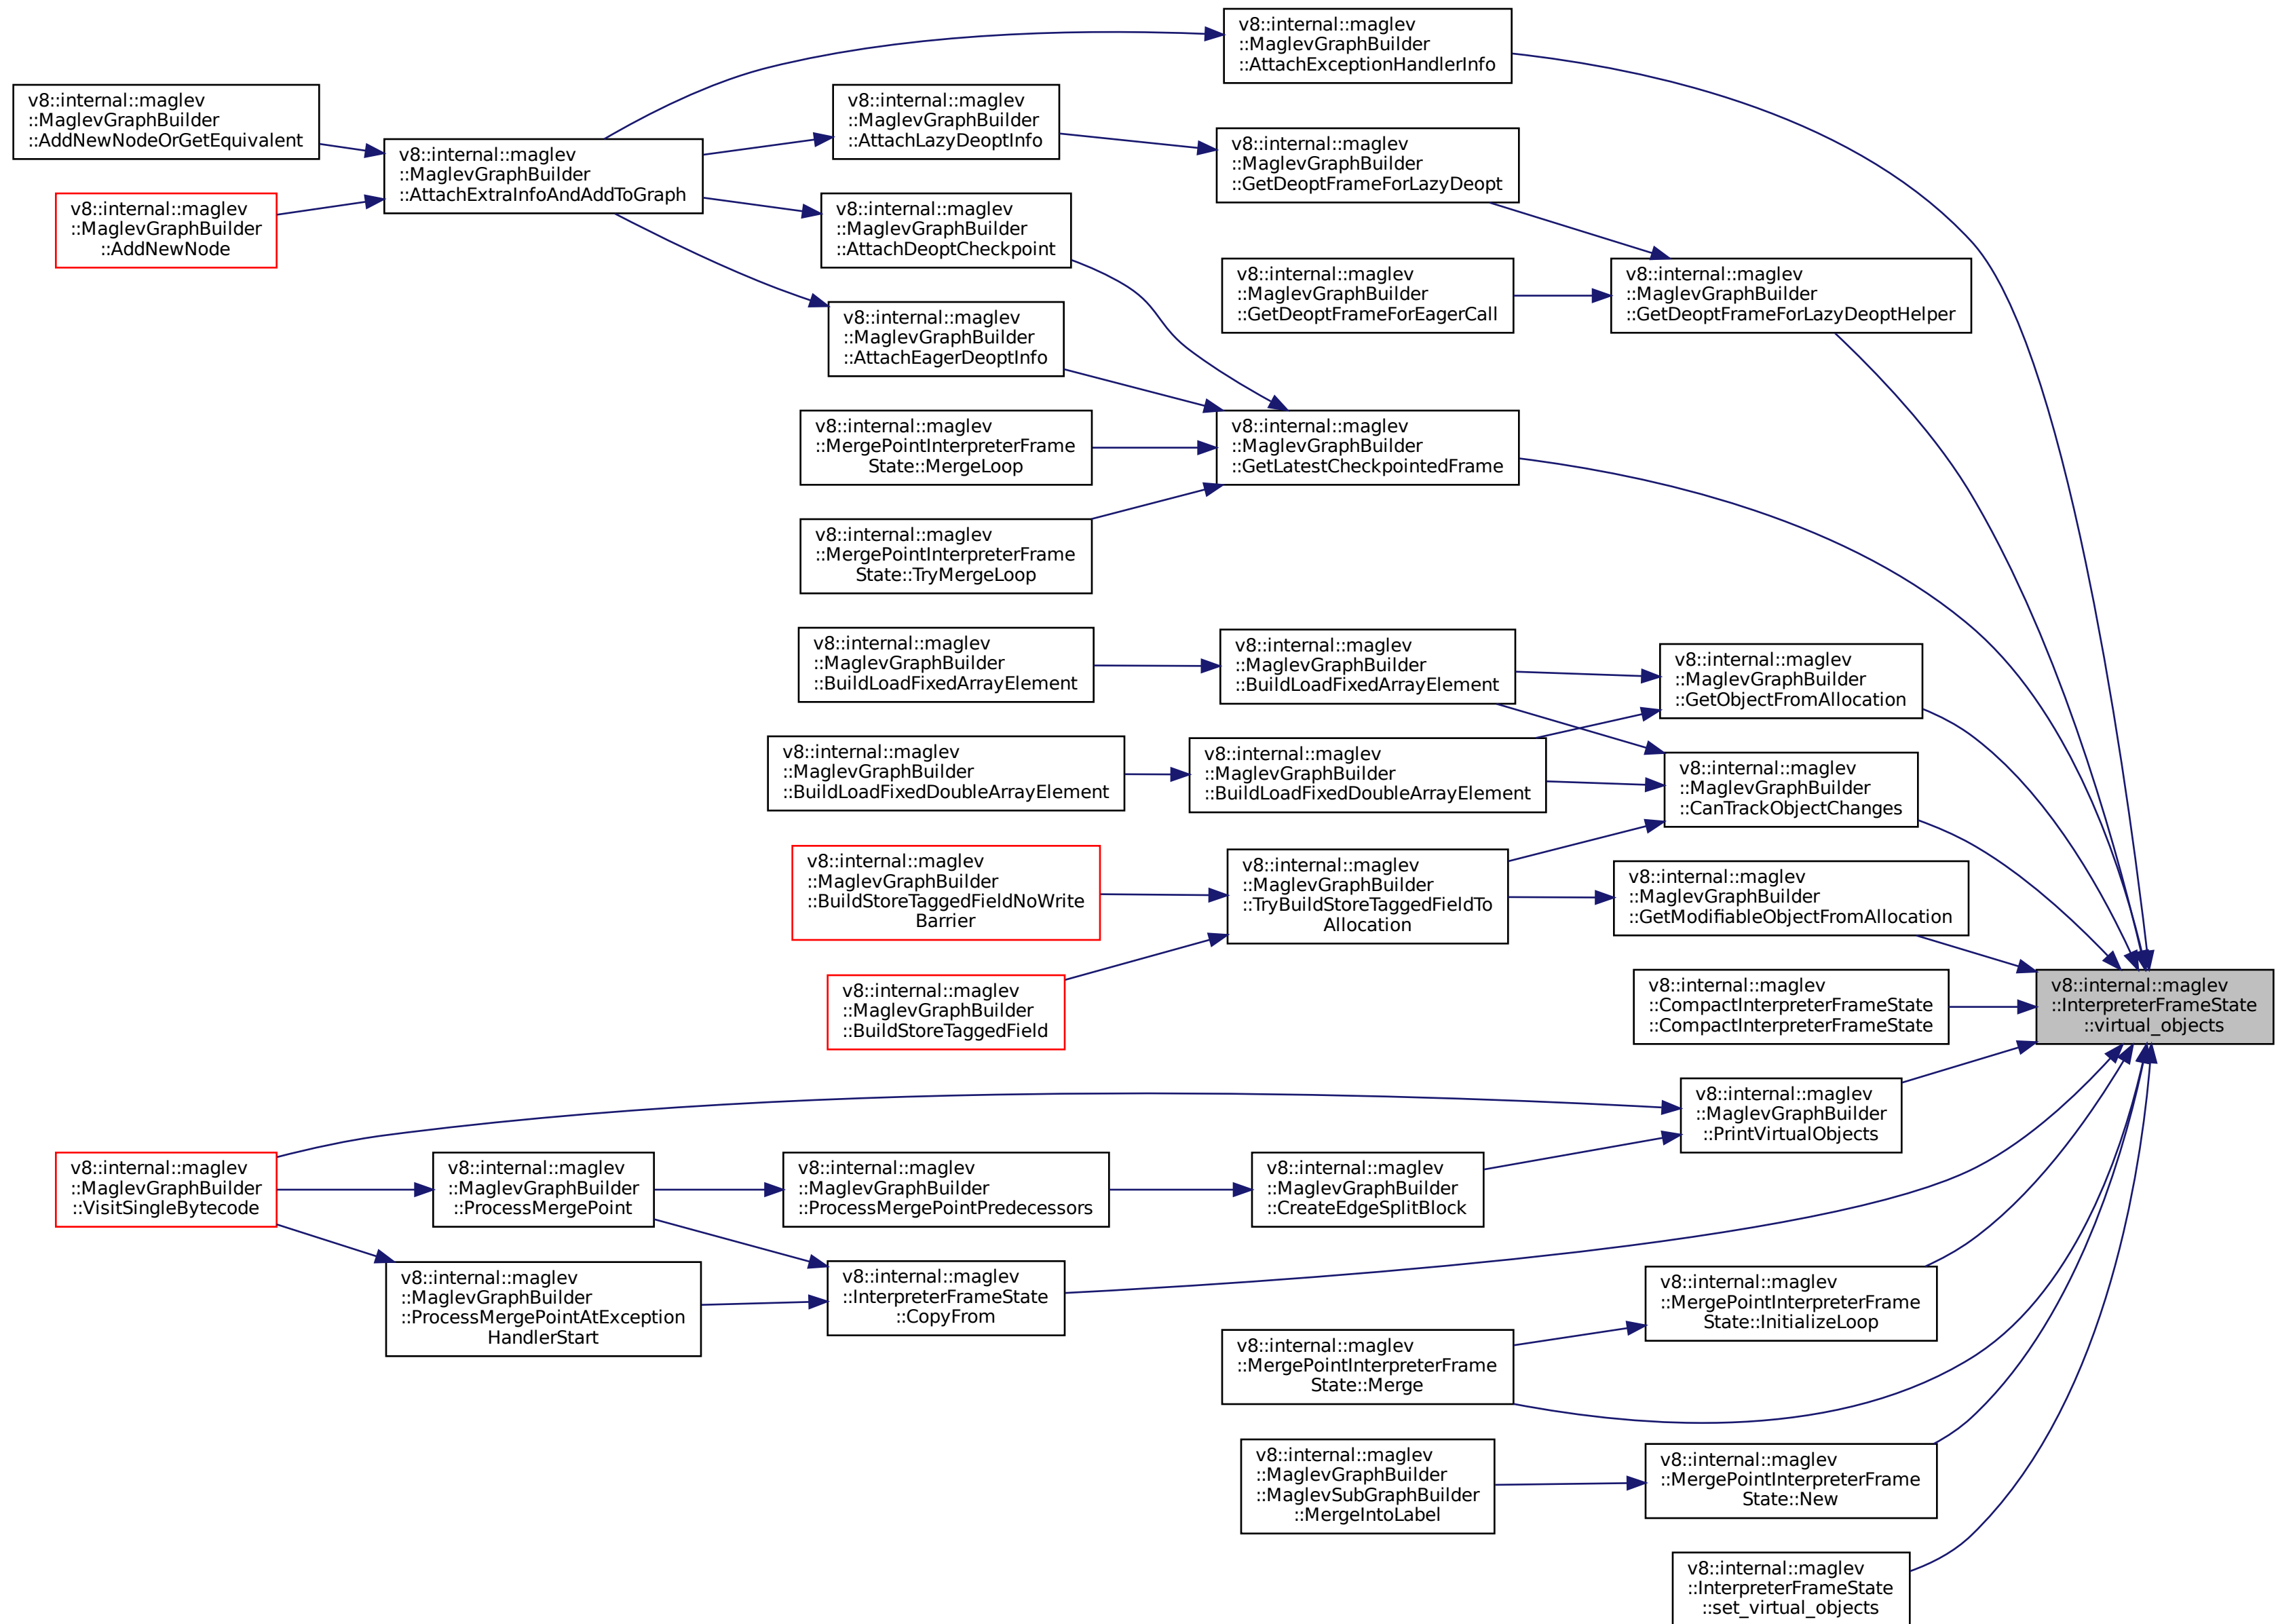 v8::internal::maglev
::MaglevGraphBuilder
::AttachExceptionHandlerInfo
v8::internal::maglev
::MaglevGraphBuilder
::AddNewNodeOrGetEquivalent
v8::internal::maglev
::MaglevGraphBuilder
::AttachLazyDeoptInfo
v8::internal::maglev
::MaglevGraphBuilder
::GetDeoptFrameForLazyDeopt
v8::internal::maglev
::MaglevGraphBuilder
::AttachExtraInfoAndAddToGraph
v8::internal::maglev
::MaglevGraphBuilder
::AddNewNode
v8::internal::maglev
::MaglevGraphBuilder
::AttachDeoptCheckpoint
v8::internal::maglev
::MaglevGraphBuilder
::GetDeoptFrameForEagerCall
v8::internal::maglev
::MaglevGraphBuilder
::GetDeoptFrameForLazyDeoptHelper
v8::internal::maglev
::MaglevGraphBuilder
::AttachEagerDeoptInfo
v8::internal::maglev
::MergePointInterpreterFrame
State::MergeLoop
v8::internal::maglev
::MaglevGraphBuilder
::GetLatestCheckpointedFrame
v8::internal::maglev
::MergePointInterpreterFrame
State::TryMergeLoop
v8::internal::maglev
::MaglevGraphBuilder
::BuildLoadFixedArrayElement
v8::internal::maglev
::MaglevGraphBuilder
::BuildLoadFixedArrayElement
v8::internal::maglev
::MaglevGraphBuilder
::GetObjectFromAllocation
v8::internal::maglev
::MaglevGraphBuilder
::BuildLoadFixedDoubleArrayElement
v8::internal::maglev
::MaglevGraphBuilder
::BuildLoadFixedDoubleArrayElement
v8::internal::maglev
::MaglevGraphBuilder
::CanTrackObjectChanges
v8::internal::maglev
::MaglevGraphBuilder
::BuildStoreTaggedFieldNoWrite
Barrier
v8::internal::maglev
::MaglevGraphBuilder
::TryBuildStoreTaggedFieldTo
Allocation
v8::internal::maglev
::MaglevGraphBuilder
::GetModifiableObjectFromAllocation
v8::internal::maglev
::MaglevGraphBuilder
::BuildStoreTaggedField
v8::internal::maglev
::CompactInterpreterFrameState
::CompactInterpreterFrameState
v8::internal::maglev
::InterpreterFrameState
::virtual_objects
v8::internal::maglev
::MaglevGraphBuilder
::PrintVirtualObjects
v8::internal::maglev
::MaglevGraphBuilder
::VisitSingleBytecode
v8::internal::maglev
::MaglevGraphBuilder
::ProcessMergePoint
v8::internal::maglev
::MaglevGraphBuilder
::ProcessMergePointPredecessors
v8::internal::maglev
::MaglevGraphBuilder
::CreateEdgeSplitBlock
v8::internal::maglev
::MaglevGraphBuilder
::ProcessMergePointAtException
HandlerStart
v8::internal::maglev
::InterpreterFrameState
::CopyFrom
v8::internal::maglev
::MergePointInterpreterFrame
State::InitializeLoop
v8::internal::maglev
::MergePointInterpreterFrame
State::Merge
v8::internal::maglev
::MaglevGraphBuilder
::MaglevSubGraphBuilder
::MergeIntoLabel
v8::internal::maglev
::MergePointInterpreterFrame
State::New
v8::internal::maglev
::InterpreterFrameState
::set_virtual_objects